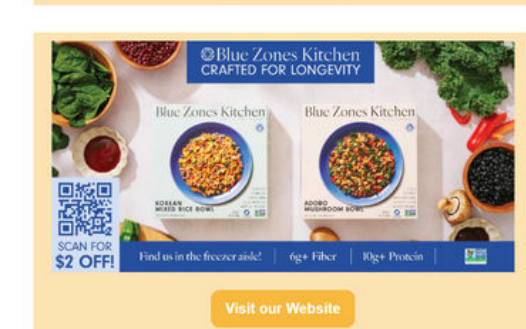 Blue Zones Kitchen
CRAFTED FOR LONGEVITY
Blue Zones Kitchen
Blue Zones Kitchen
KOREAN
MIXED RICE BOWL
ADOBO
MUSHROOM BOWL
SCAN FOR
$2 OFF!
Find us in the freezer aisle!
6g+ Fiber
10g+ Protein
Visit our Website